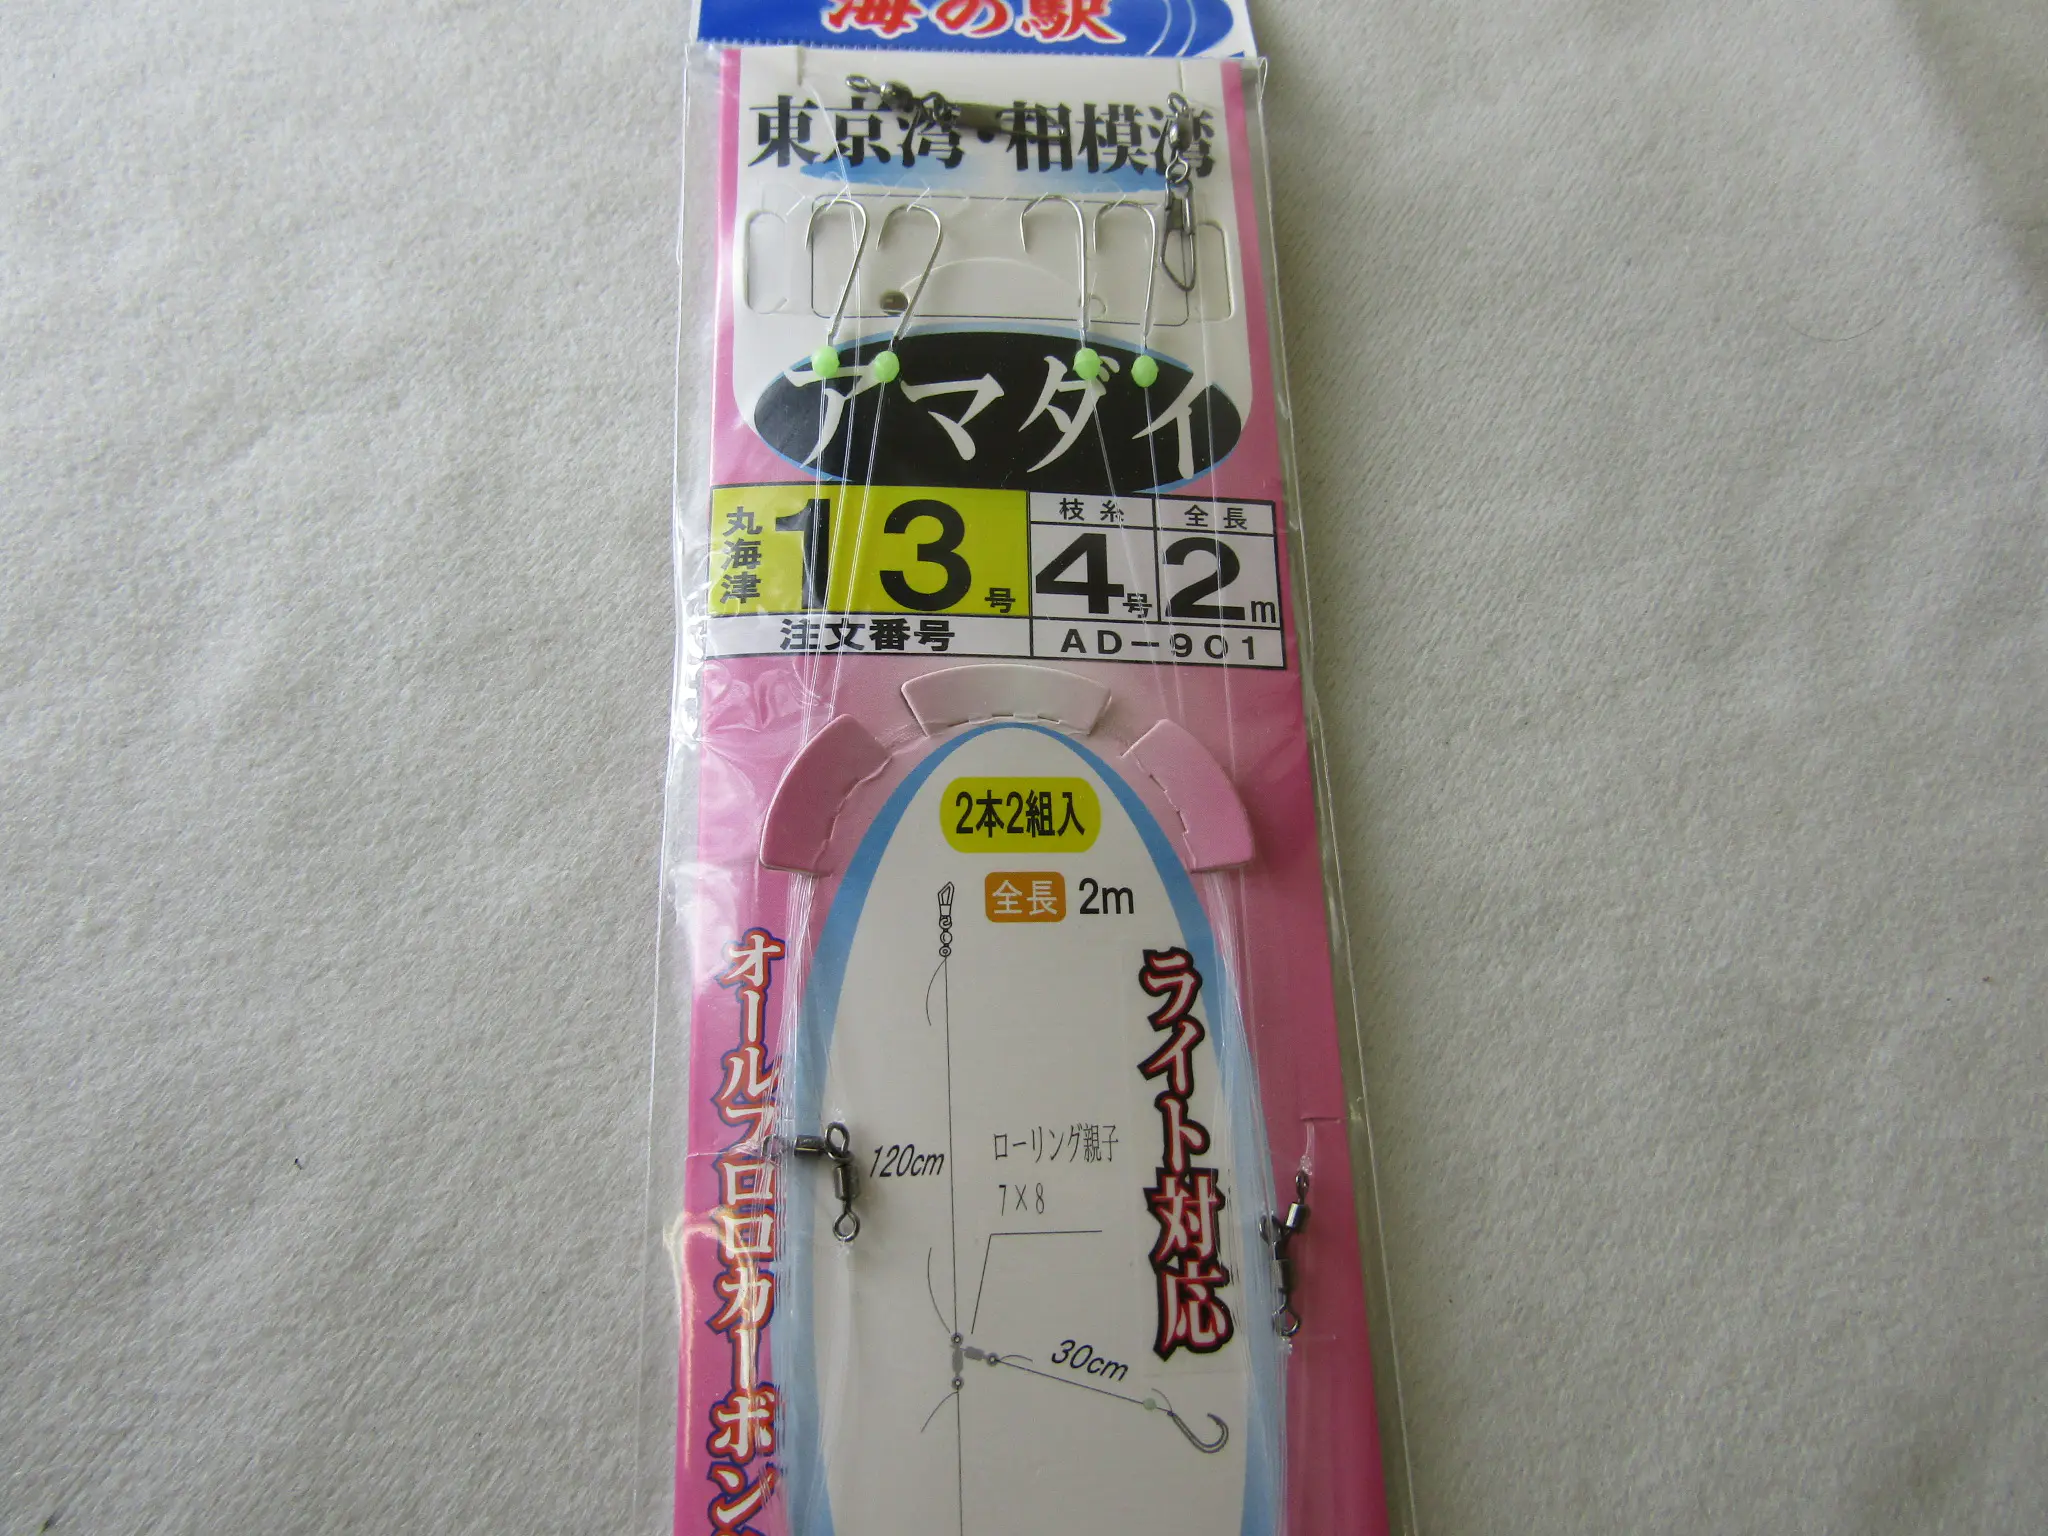 海の駅
東京湾・相模湾
アマダイ
丸海津
13号
枝糸
4号
全長
2m
注文番号
AD-901
2本2組入
全長 2m
オールフロロカーボン
ライト対応
120cm
ローリング親子
7×8
30cm